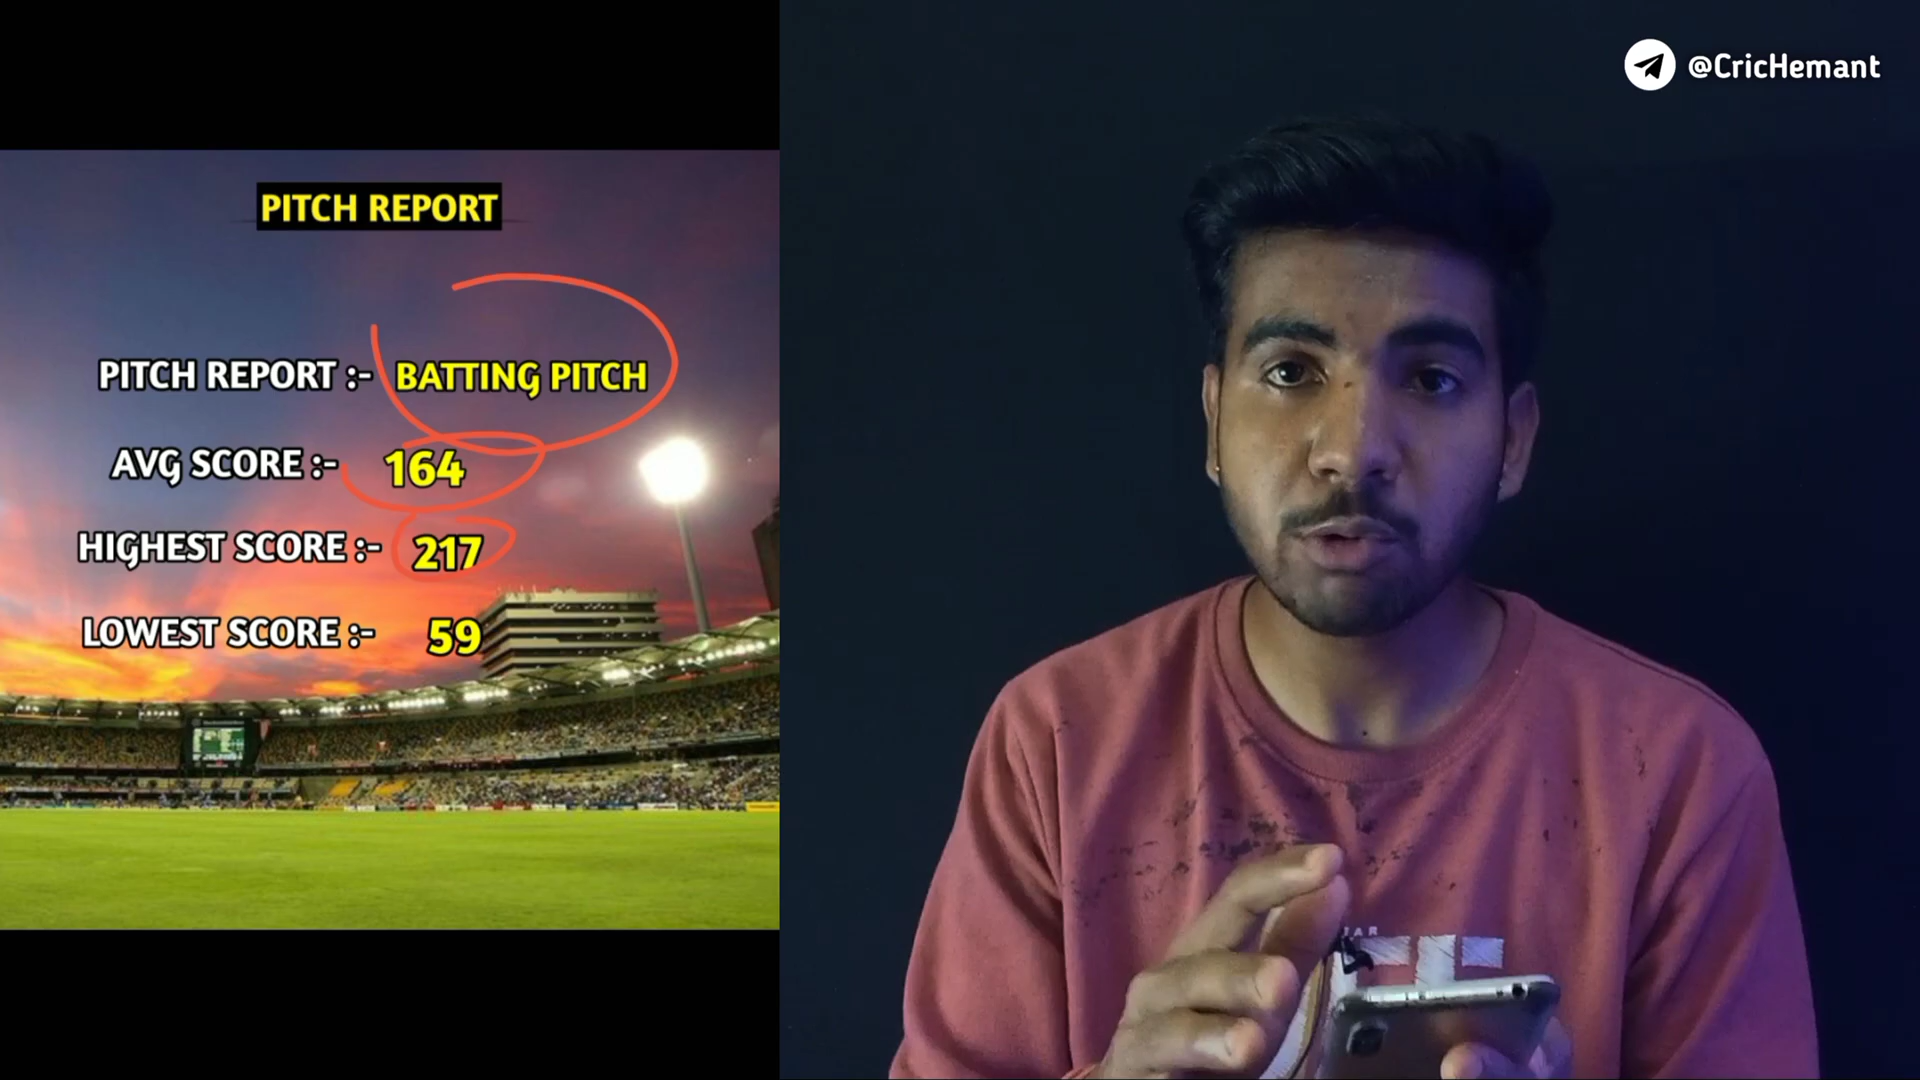 @CricHemant
PITCH REPORT
PITCH REPORT :- BATTING PITCH
AVG SCORE :- 164
HIGHEST SCORE :- 217
LOWEST SCORE :- 59